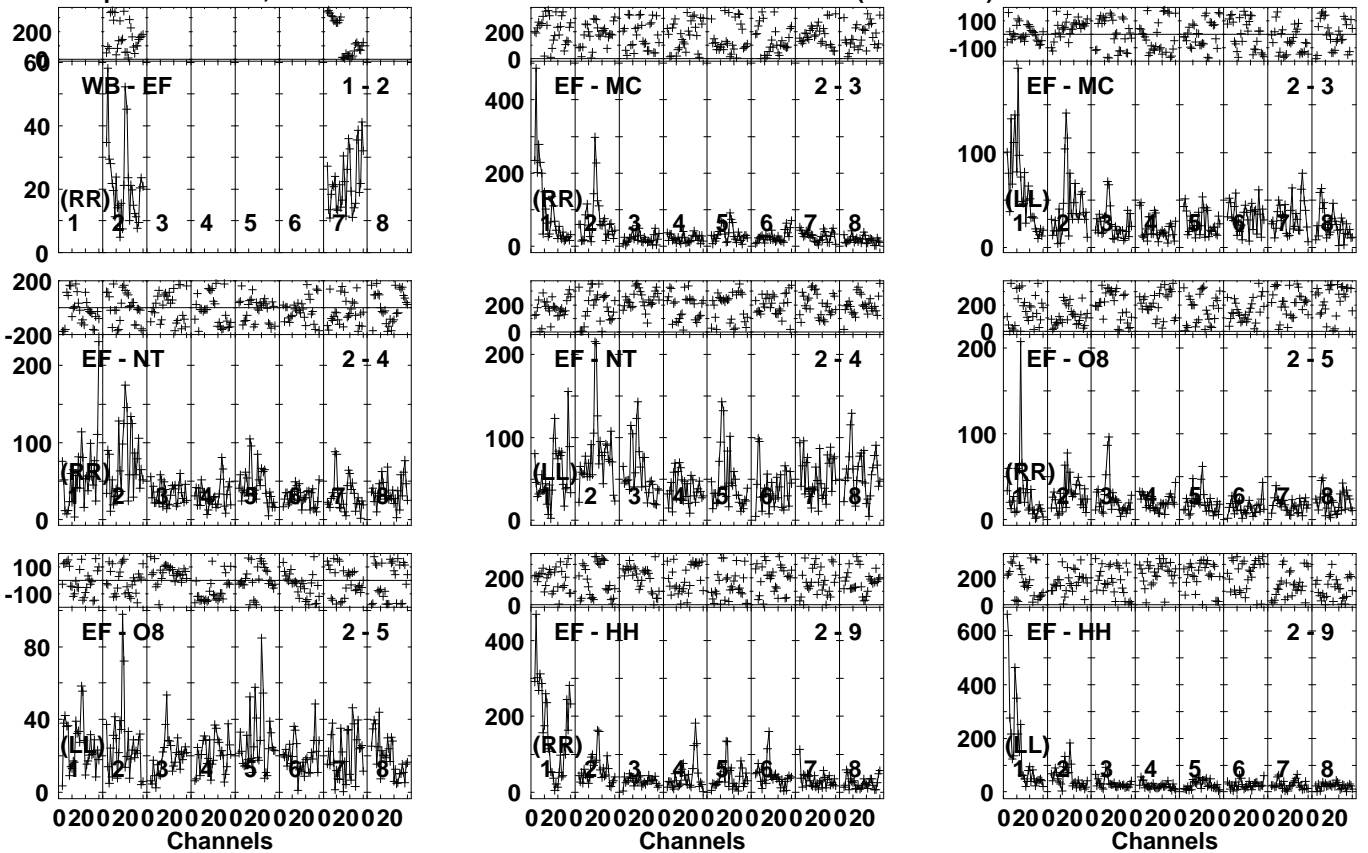 200 0 60 40 20 0 WB - EF 1 - 2 (RR) 1 2 3 4 5 6 7 8
200 0 400 200 0 EF - MC 2 - 3 (RR) 1 2 3 4 5 6 7 8
100 -100 100 0 EF - MC 2 - 3 (LL) 1 2 3 4 5 6 7 8
200 -200 200 100 0 EF - NT 2 - 4 (RR) 1 2 3 4 5 6 7 8
200 0 200 100 0 EF - NT 2 - 4 (LL) 1 2 3 4 5 6 7 8
200 0 200 100 0 EF - O8 2 - 5 (RR) 1 2 3 4 5 6 7 8
100 -100 80 40 0 EF - O8 2 - 5 (LL) 1 2 3 4 5 6 7 8
200 0 400 200 0 EF - HH 2 - 9 (RR) 1 2 3 4 5 6 7 8
200 0 600 400 200 0 EF - HH 2 - 9 (LL) 1 2 3 4 5 6 7 8
0 20 0 20 0 20 0 20 0 20 0 20 0 20 0 20
Channels
0 20 0 20 0 20 0 20 0 20 0 20 0 20 0 20
Channels
0 20 0 20 0 20 0 20 0 20 0 20 0 20 0 20
Channels